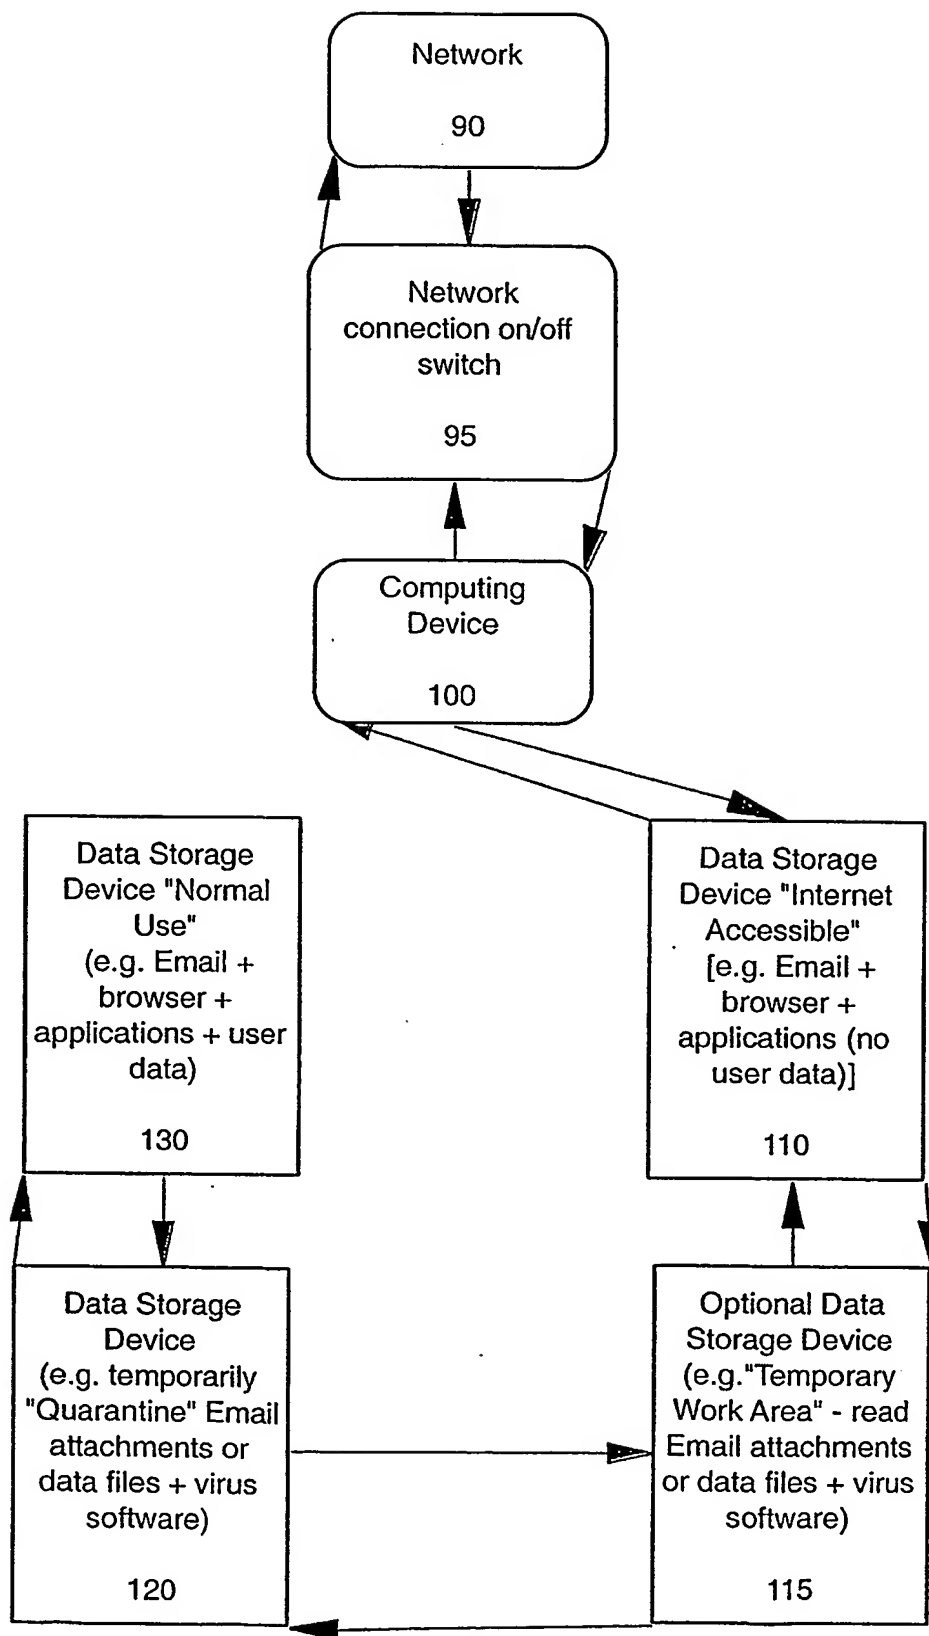 Network
90
Network
connection on/off
switch
95
Computing
Device
100
Data Storage
Device "Normal
Use"
(e.g. Email +
browser +
applications + user
data)
130
Data Storage
Device "Internet
Accessible"
[e.g. Email +
browser +
applications (no
user data)]
110
Data Storage
Device
(e.g. temporarily
"Quarantine" Email
attachments or
data files + virus
software)
120
Optional Data
Storage Device
(e.g."Temporary
Work Area" - read
Email attachments
or data files + virus
software)
115